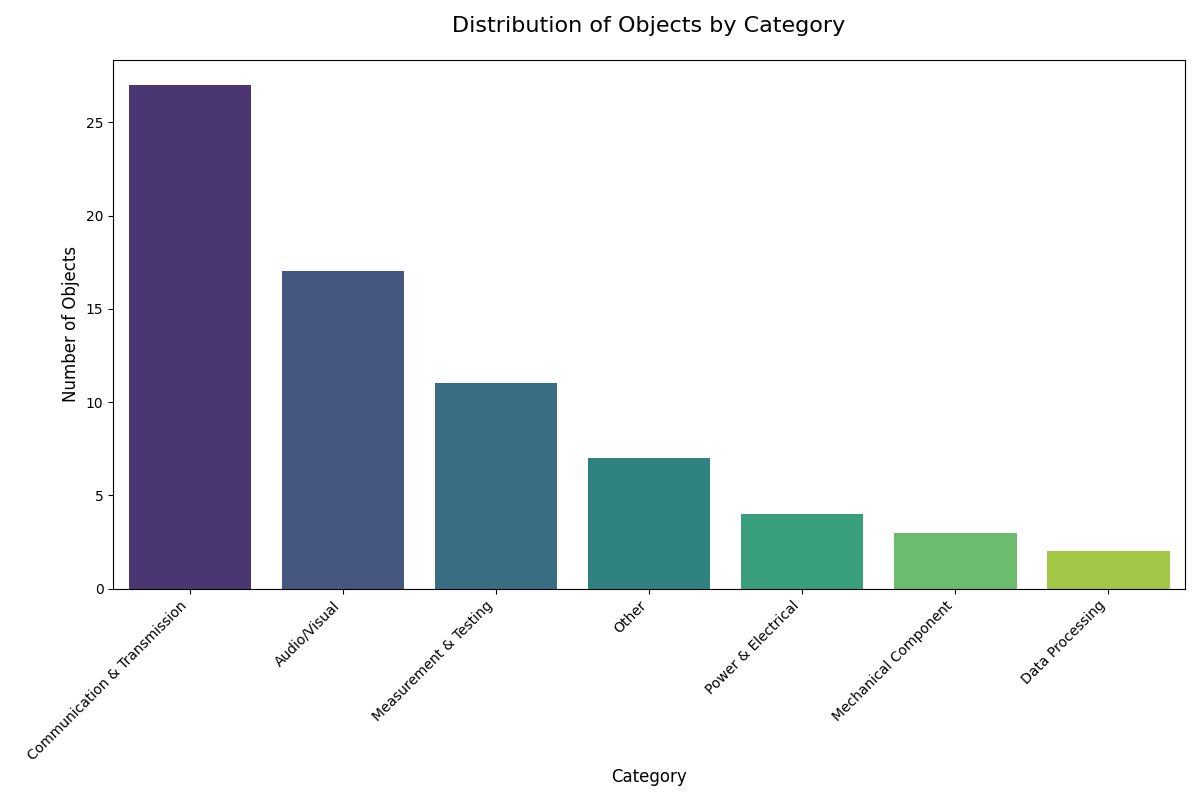 Distribution of Objects by Category
Number of Objects
25
20
15
10
5
0
Communication & Transmission
Audio/Visual
Measurement & Testing
Other
Power & Electrical
Mechanical Component
Data Processing
Category